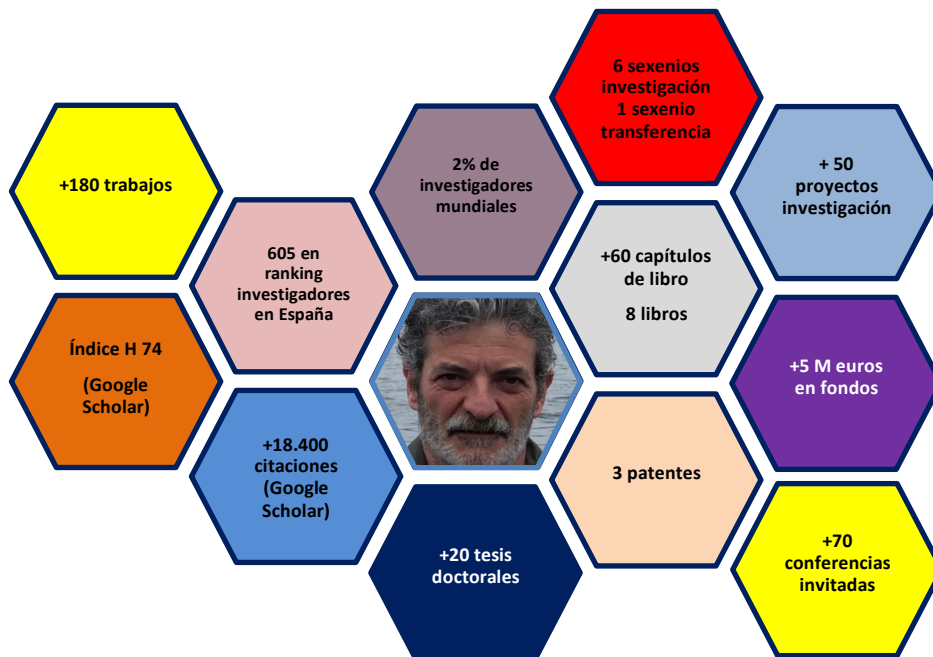 6 sexenios
investigación
1 sexenio
transferencia
+180 trabajos
2% de
investigadores
mundiales
+ 50
proyectos
investigación
605 en
ranking
investigadores
en España
+60 capítulos
de libro
8 libros
Índice H 74
(Google
Scholar)
+5 M euros
en fondos
+18.400
citaciones
(Google
Scholar)
3 patentes
+20 tesis
doctorales
+70
conferencias
invitadas